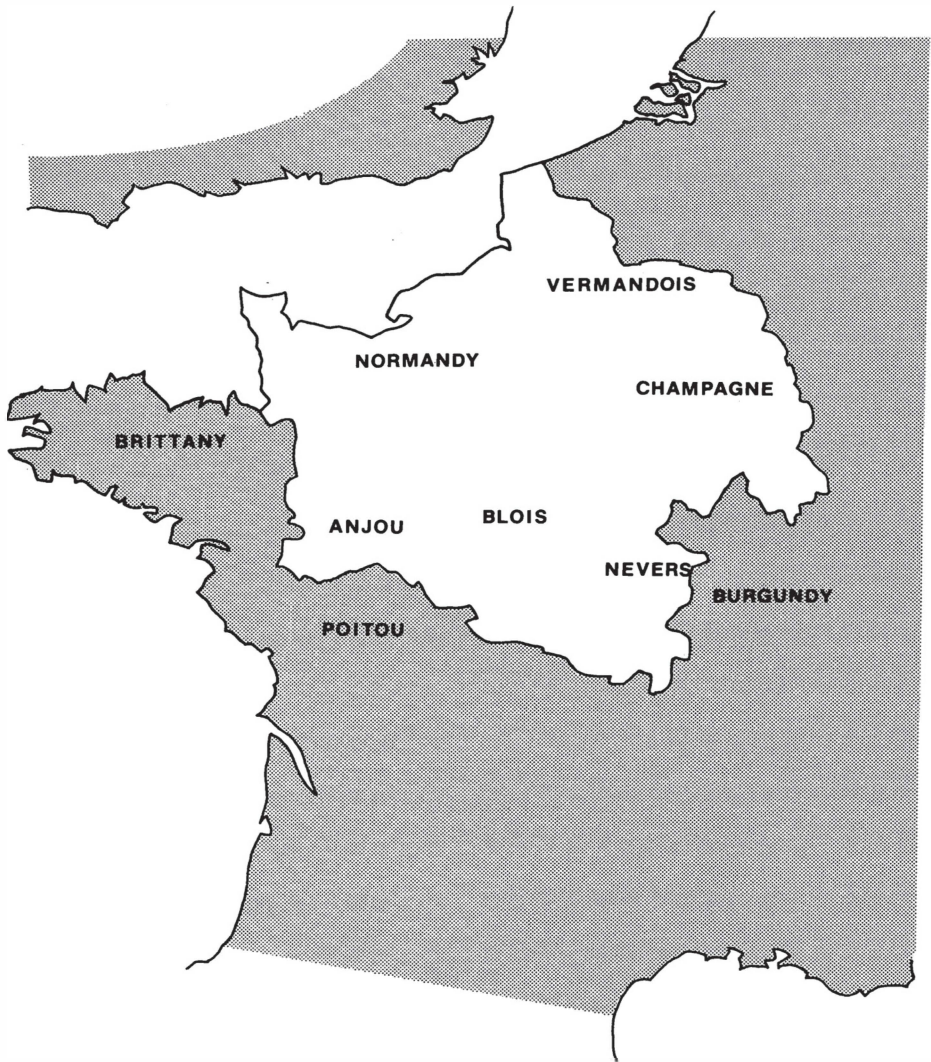 VERMANDOIS
NORMANDY
CHAMPAGNE
BRITTANY
BLOIS
ANJOU
NEVERS
BURGUNDY
POITOU